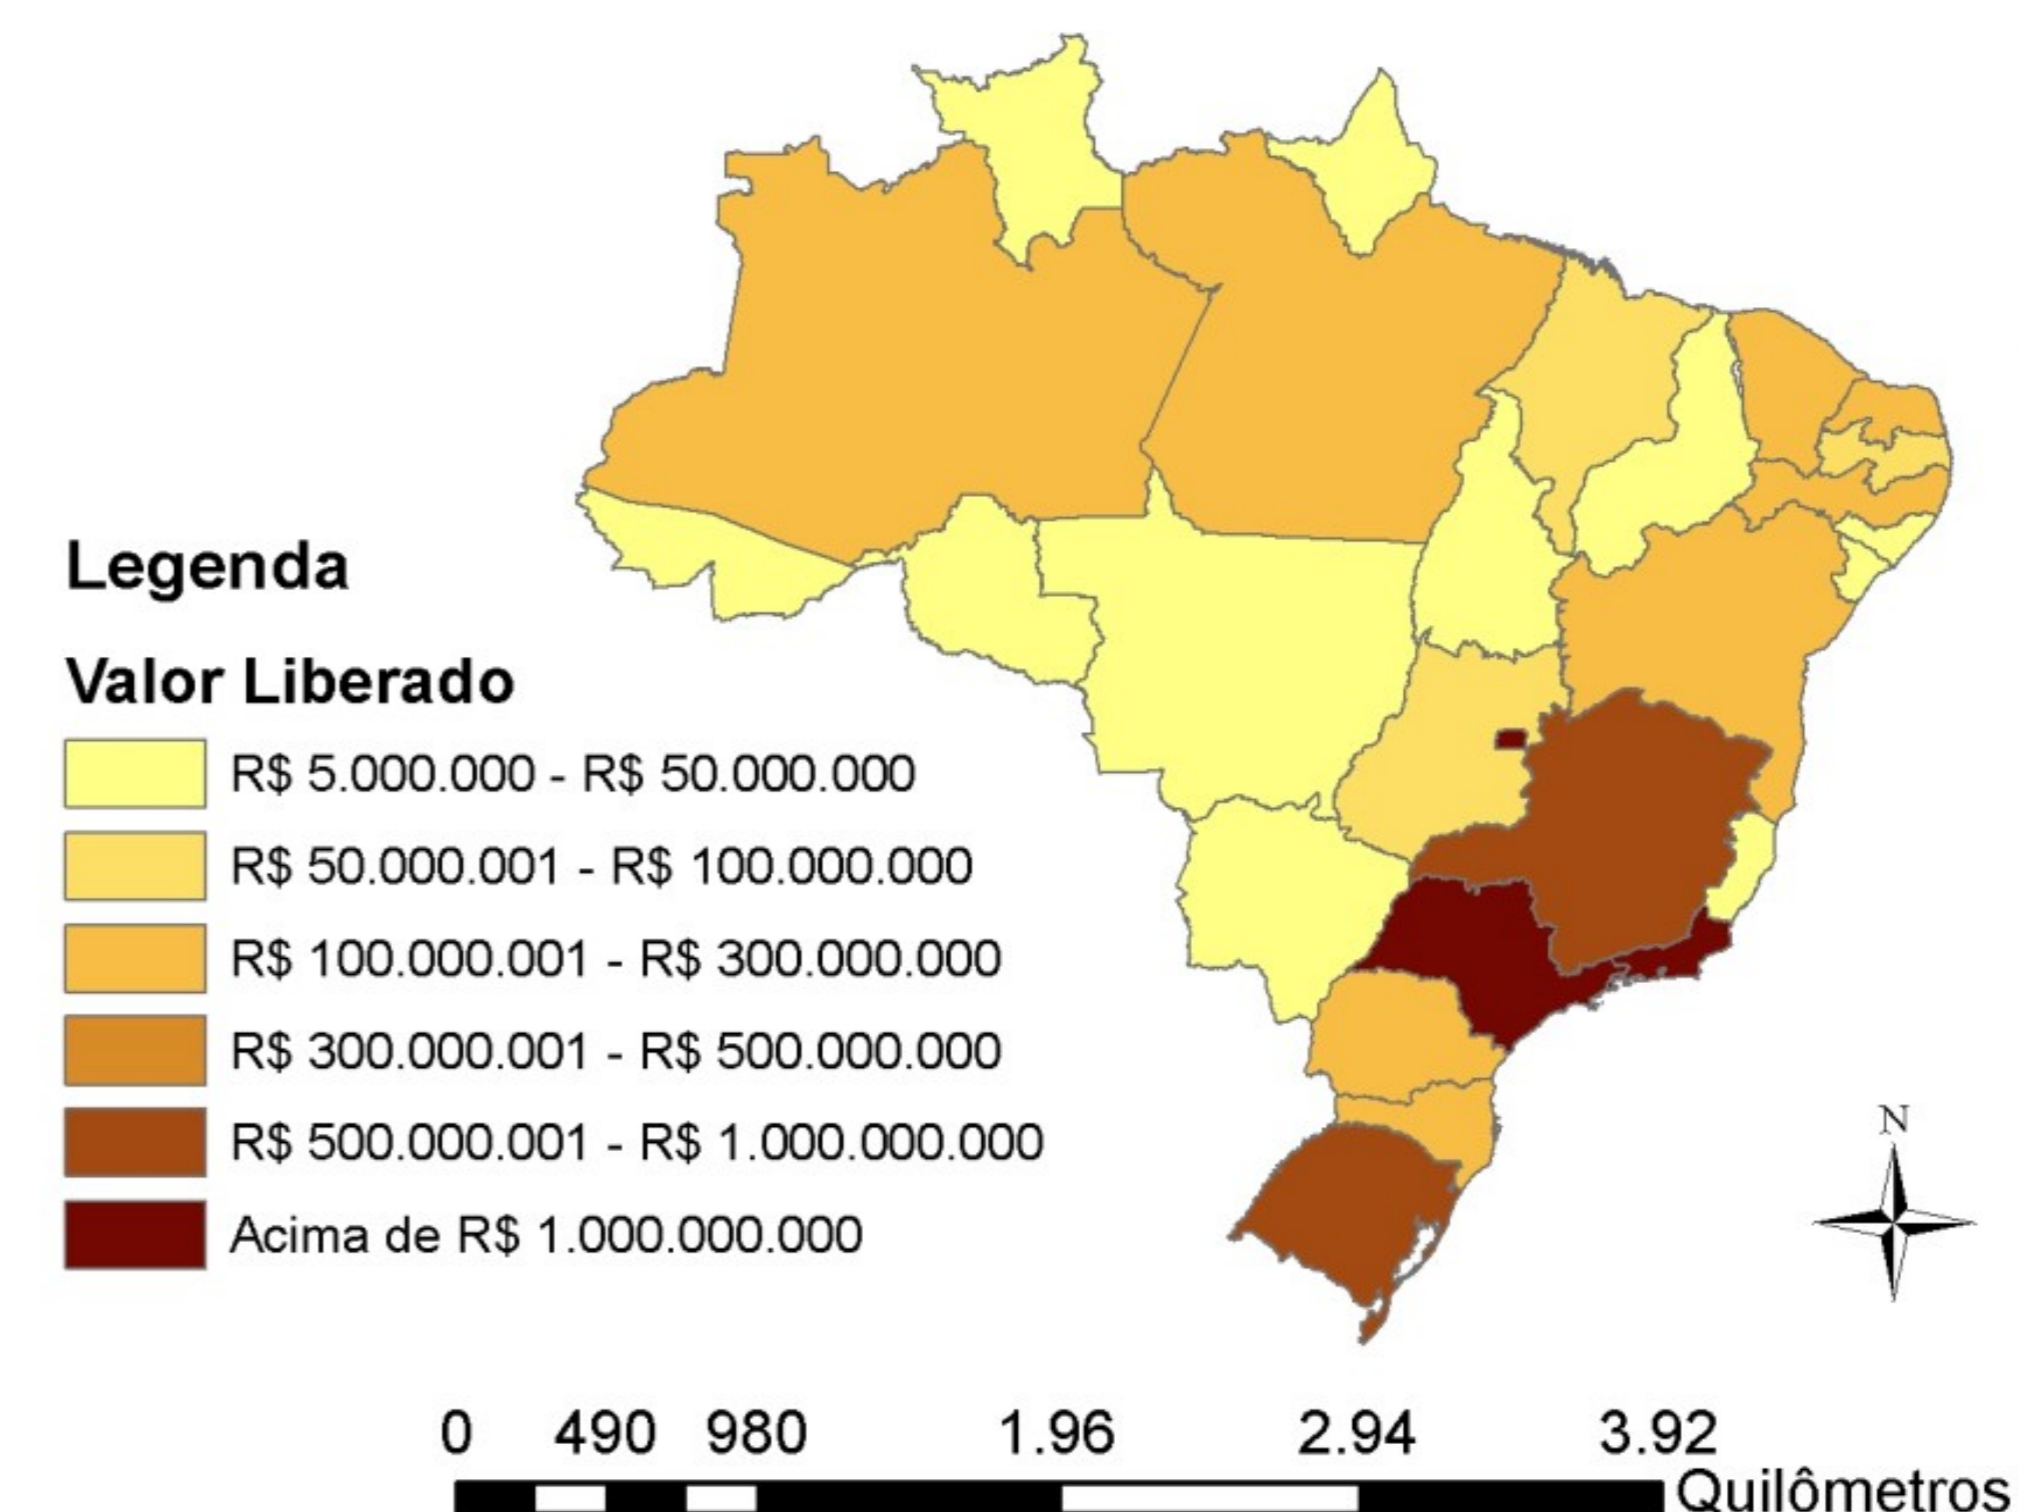 N
Legenda
Valor Liberado
R$ 5.000.000 - R$ 50.000.000
R$ 50.000.001 - R$ 100.000.000
R$ 100.000.001 - R$ 300.000.000
R$ 300.000.001 - R$ 500.000.000
R$ 500.000.001 - R$ 1.000.000.000
Acima de R$ 1.000.000.000
0 490 980 1.96 2.94 3.92
Quilômetros